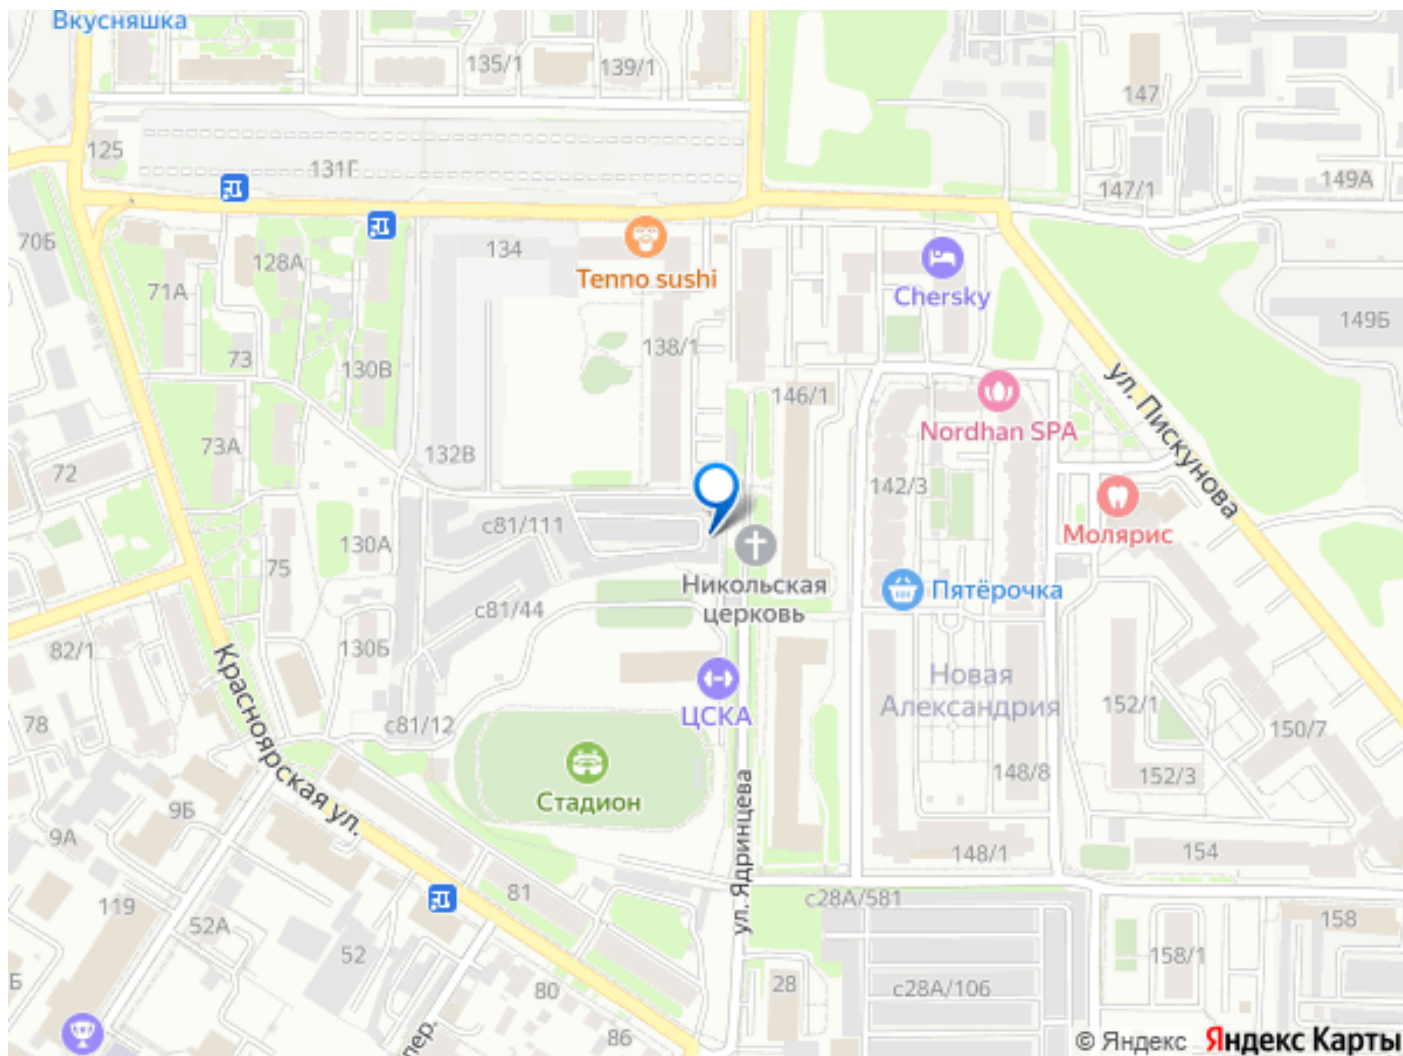 Вкусняшка
135/1
139/1
147
125
131Г
147/1
149А
70Б
134
128А
Tenno sushi
Chersky
71А
149Б
73
130В
138/1
146/1
ул. Пискунова
Nordhan SPA
73А
132В
72
142/3
с81/111
Молярис
130А
75
Никольская
церковь
Пятёрочка
с81/44
82/1
130Б
Новая
Александрия
152/1
ЦСКА
78
с81/12
150/7
Красноярская ул.
148/8
152/3
Стадион
9Б
9А
148/1
154
ул. Ядринцева
81
с28А/581
119
52А
158
52
158/1
Б
80
28
с28А/106
86
пер.
© Яндекс Яндекс Карты